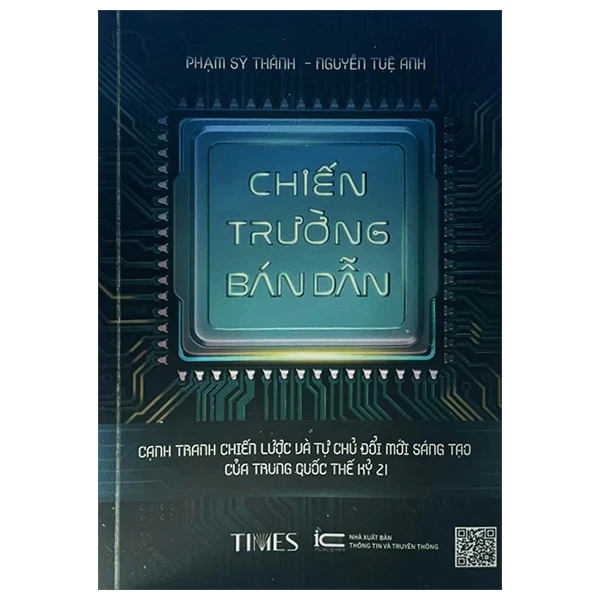 PHẠM SỸ THÀNH - NGUYỄN TUỆ ANH
CHIẾN
TRƯỜNG
BÁN DẪN
CẠNH TRANH CHIẾN LƯỢC VÀ TỰ CHỦ ĐỔI MỚI SÁNG TẠO
CỦA TRUNG QUỐC THẾ KỶ 21
TIMES
ic
PUBLISHER
NHÀ XUẤT BẢN
THÔNG TIN VÀ TRUYỀN THÔNG